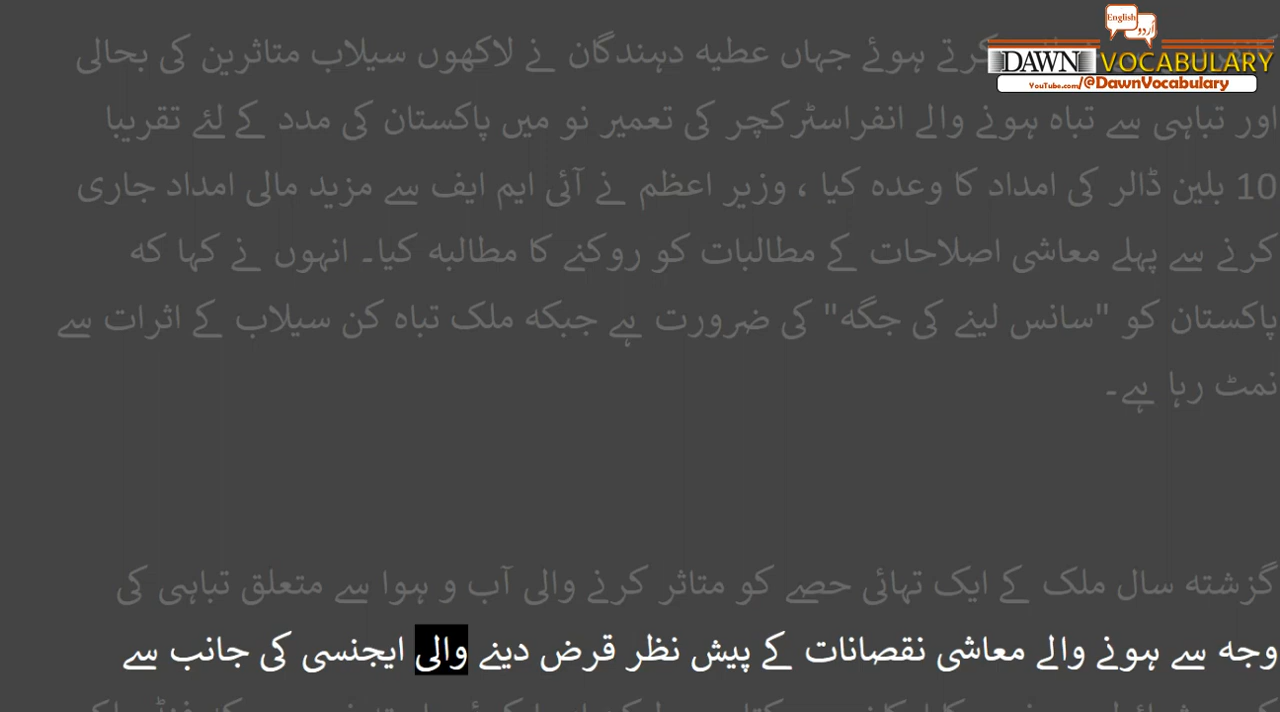 English
اردو
DAWN VOCABULARY
YouTube.com/@DawnVocabulary
کرتے ہوئے جہاں عطیہ دہندگان نے لاکھوں سیلاب متاثرین کی بحالی
اور تباہی سے تباہ ہونے والے انفراسٹرکچر کی تعمیر نو میں پاکستان کی مدد کے لئے تقریبا
10 بلین ڈالر کی امداد کا وعدہ کیا ، وزیر اعظم نے آئی ایم ایف سے مزید مالی امداد جاری
کرنے سے پہلے معاشی اصلاحات کے مطالبات کو روکنے کا مطالبہ کیا۔ انہوں نے کہا کہ
پاکستان کو "سانس لینے کی جگہ" کی ضرورت ہے جبکہ ملک تباہ کن سیلاب کے اثرات سے
نمٹ رہا ہے۔
گزشتہ سال ملک کے ایک تہائی حصے کو متاثر کرنے والی آب و ہوا سے متعلق تباہی کی
وجہ سے ہونے والے معاشی نقصانات کے پیش نظر قرض دینے والی ایجنسی کی جانب سے